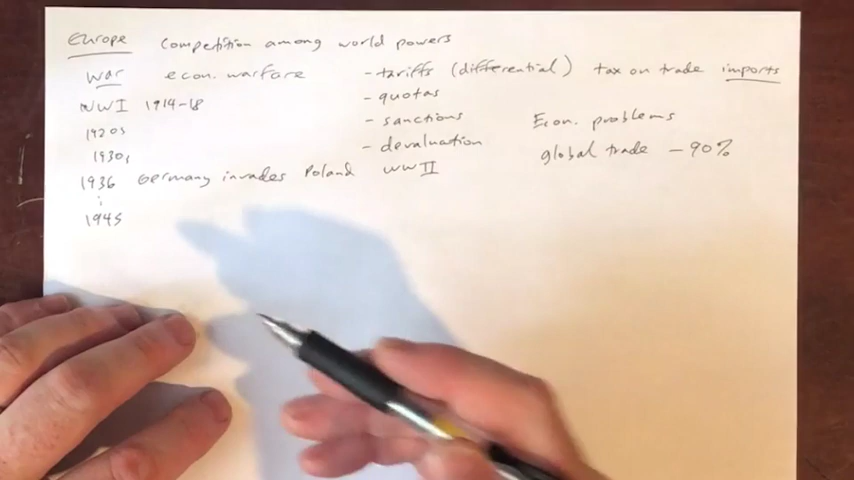 Europe competition among world powers
war econ. warfare - tariffs (differential) tax on trade imports
WWI 1914-18 - quotas
1920s - sanctions Econ. problems
1930s - devaluation global trade -90%
1936 Germany invades Poland WWII
:
1945